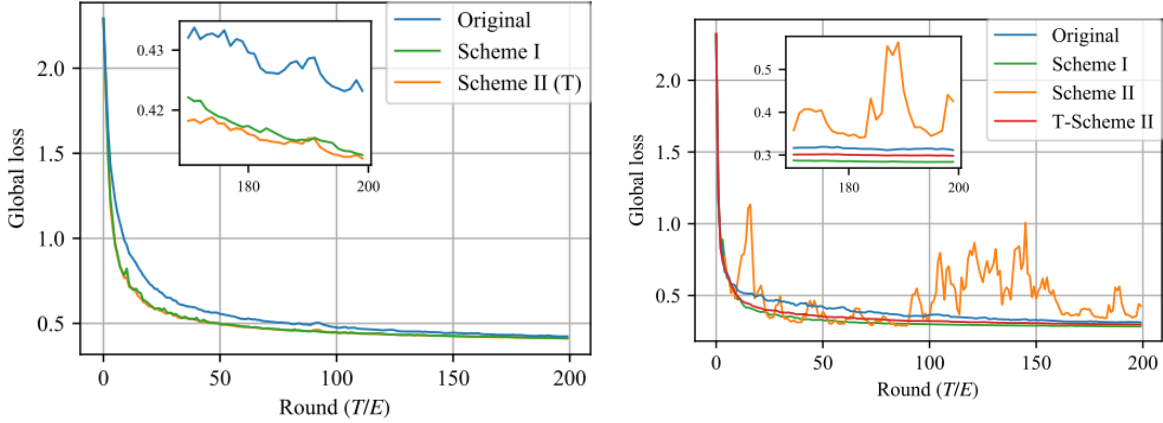 Global loss
2.0
1.5
1.0
0.5
0
50
100
150
200
Round (T/E)
0.43
0.42
180
200
Original
Scheme I
Scheme II (T)
Global loss
2.0
1.5
1.0
0.5
0
50
100
150
200
Round (T/E)
0.5
0.4
0.3
180
200
Original
Scheme I
Scheme II
T-Scheme II